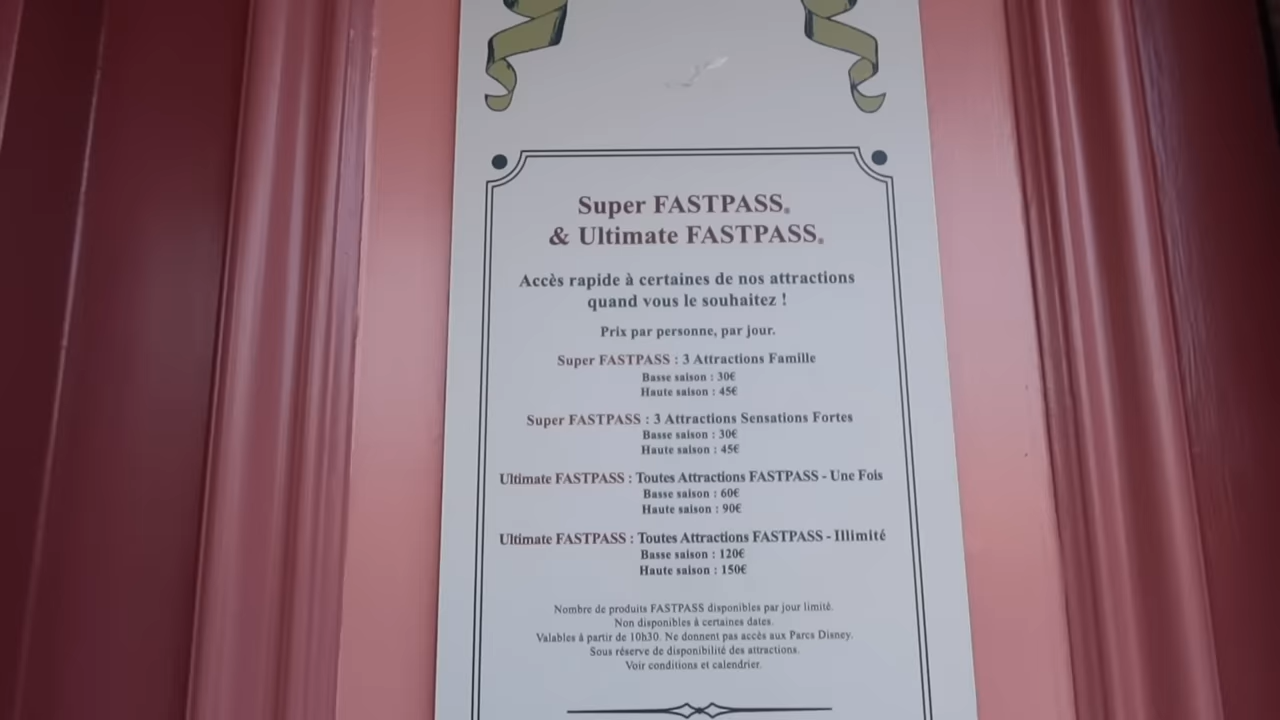 Super FASTPASS®
& Ultimate FASTPASS®
Accès rapide à certaines de nos attractions
quand vous le souhaitez !
Prix par personne, par jour.
Super FASTPASS : 3 Attractions Famille
Basse saison : 30€
Haute saison : 45€
Super FASTPASS : 3 Attractions Sensations Fortes
Basse saison : 30€
Haute saison : 45€
Ultimate FASTPASS : Toutes Attractions FASTPASS - Une Fois
Basse saison : 60€
Haute saison : 90€
Ultimate FASTPASS : Toutes Attractions FASTPASS - Illimité
Basse saison : 120€
Haute saison : 150€
Nombre de produits FASTPASS disponibles par jour limité.
Non disponibles à certaines dates.
Valables à partir de 10h30. Ne donnent pas accès aux Parcs Disney.
Sous réserve de disponibilité des attractions.
Voir conditions et calendrier.